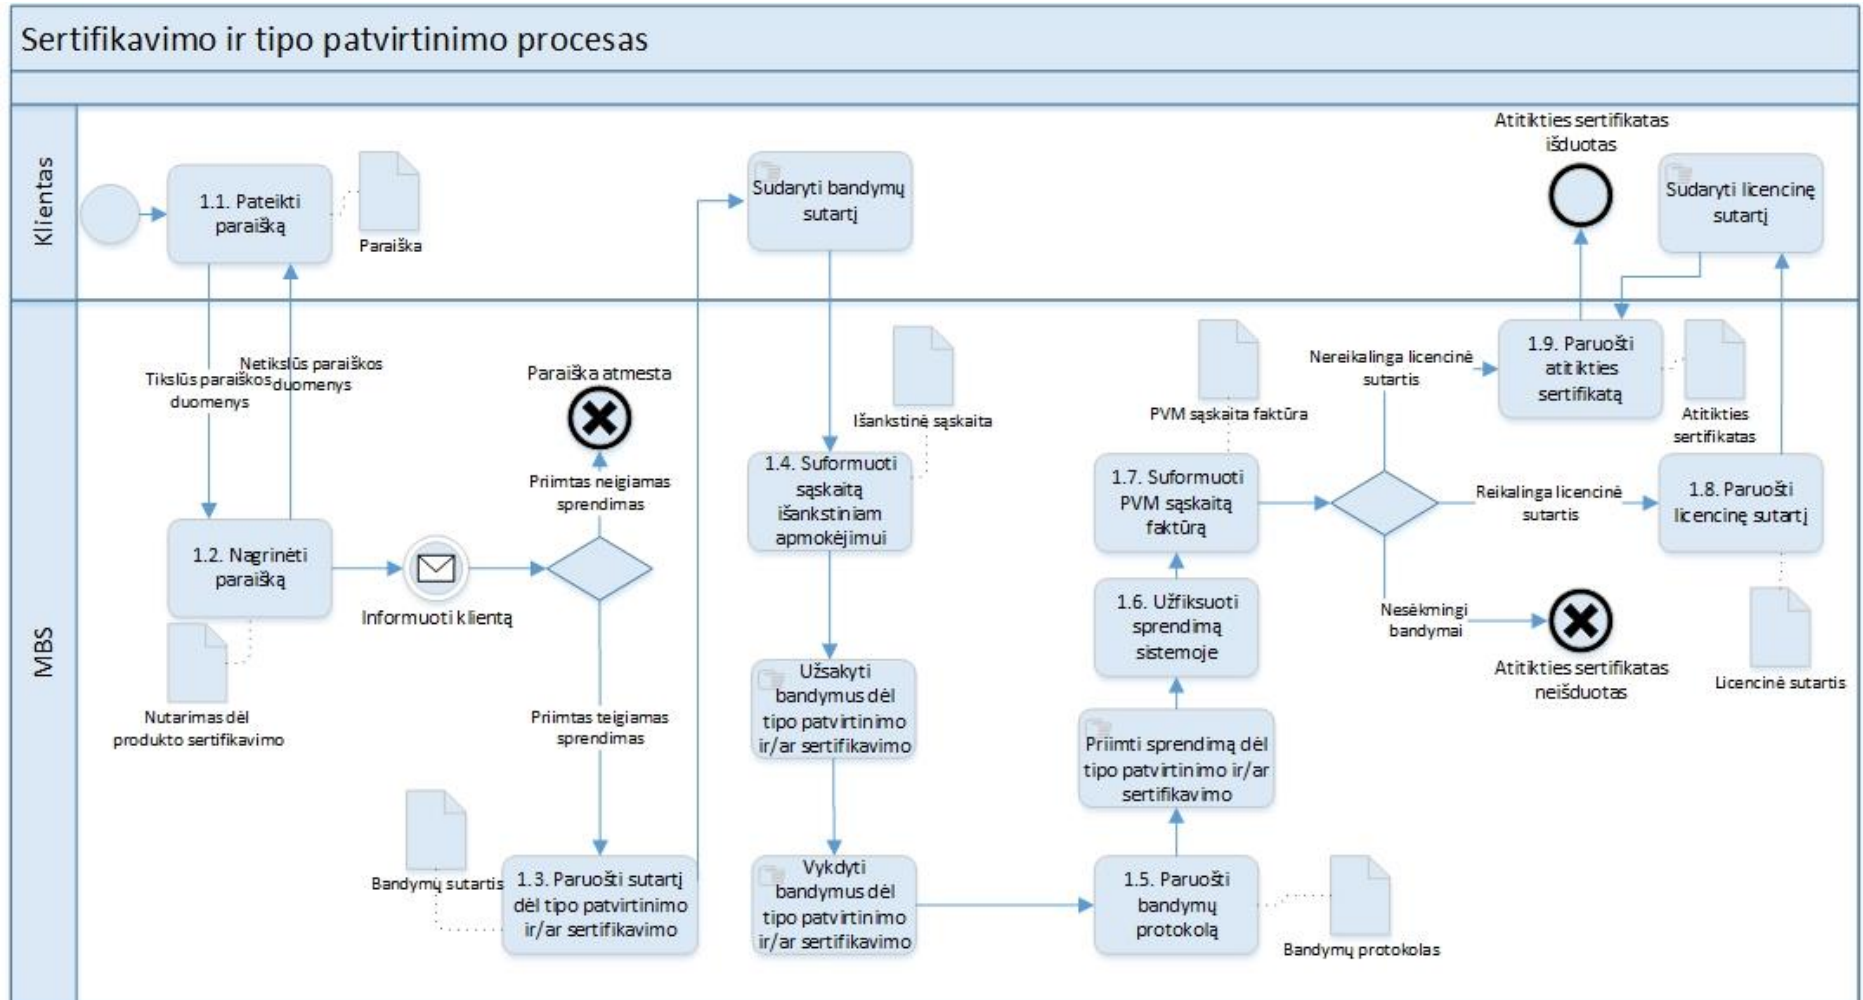 Sertifikavimo ir tipo patvirtinimo procesas
Klientas
1.1. Pateikti
paraišką
Paraiška
Sudaryti bandymų
sutartį
Atitikties sertifikatas
išduotas
Sudaryti licencinę
sutartį
MBS
Tikslūs paraiškos
duomenys
Netikslūs paraiškos
duomenys
1.2. Nagrinėti
paraišką
Nutarimas dėl
produkto sertifikavimo
Informuoti klientą
Paraiška atmesta
Priimtas neigiamas
sprendimas
Priimtas teigiamas
sprendimas
Bandymų sutartis
1.3. Paruošti sutartį
dėl tipo patvirtinimo
ir/ar sertifikavimo
Išankstinė sąskaita
1.4. Suformuoti
sąskaitą
išankstiniam
apmokėjimui
Užsakyti
bandymus dėl
tipo patvirtinimo
ir/ar sertifikavimo
Vykdyti
bandymus dėl
tipo patvirtinimo
ir/ar sertifikavimo
1.5. Paruošti
bandymų
protokolą
Bandymų protokolas
Priimti sprendimą dėl
tipo patvirtinimo ir/ar
sertifikavimo
1.6. Užfiksuoti
sprendimą
sistemoje
1.7. Suformuoti
PVM sąskaitą
faktūrą
PVM sąskaita faktūra
Nereikalinga licencinė
sutartis
Reikalinga licencinė
sutartis
Nesėkmingi
bandymai
Atitikties sertifikatas
neišduotas
1.8. Paruošti
licencinę sutartį
Licencinė sutartis
1.9. Paruošti
atitikties
sertifikatą
Atitikties
sertifikatas